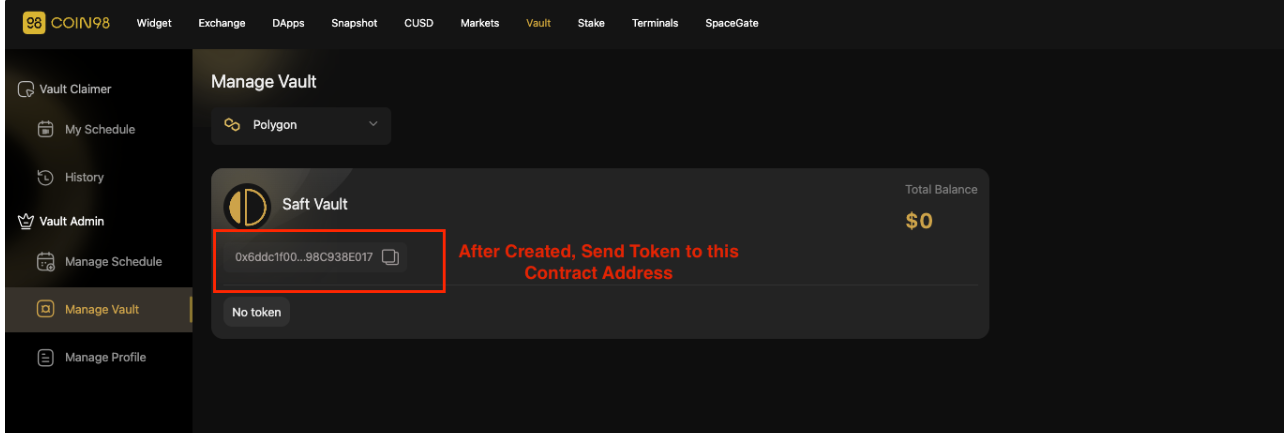 98 COIN98 Widget Exchange DApps Snapshot CUSD Markets Vault Stake Terminals SpaceGate
Vault Claimer
My Schedule
History
Vault Admin
Manage Schedule
Manage Vault
Manage Profile
Manage Vault
Polygon
Saft Vault
Total Balance
$0
0x6ddc1f00...98C938E017
After Created, Send Token to this
Contract Address
No token